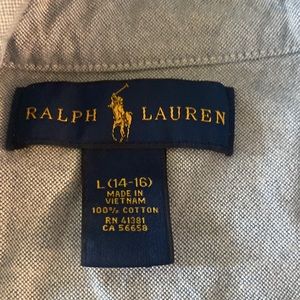 RALPH LAUREN
L (14-16)
MADE IN
VIETNAM
100% COTTON
RN 41381
CA 56658